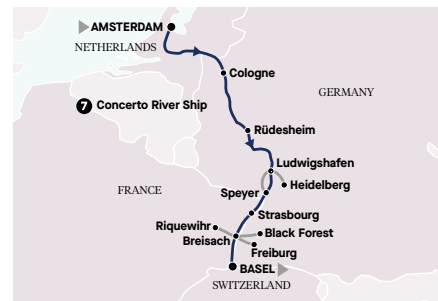 AMSTERDAM
NETHERLANDS
Cologne
GERMANY
7 Concerto River Ship
Rüdesheim
Ludwigshafen
FRANCE
Speyer
Heidelberg
Strasbourg
Riquewihr
Black Forest
Breisach
Freiburg
BASEL
SWITZERLAND